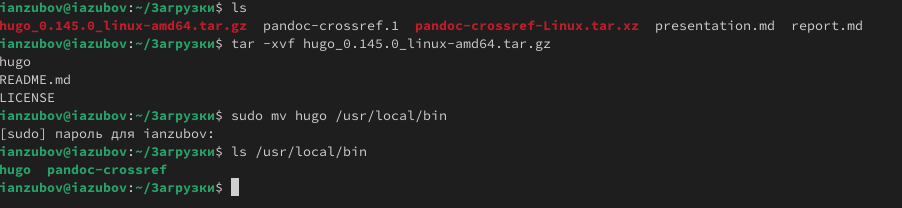 ianzubov@iazubov:~/Загрузки$ ls
hugo_0.145.0_linux-amd64.tar.gz  pandoc-crossref.1  pandoc-crossref-Linux.tar.xz  presentation.md  report.md
ianzubov@iazubov:~/Загрузки$ tar -xvf hugo_0.145.0_linux-amd64.tar.gz
hugo
README.md
LICENSE
ianzubov@iazubov:~/Загрузки$ sudo mv hugo /usr/local/bin
[sudo] пароль для ianzubov:
ianzubov@iazubov:~/Загрузки$ ls /usr/local/bin
hugo  pandoc-crossref
ianzubov@iazubov:~/Загрузки$